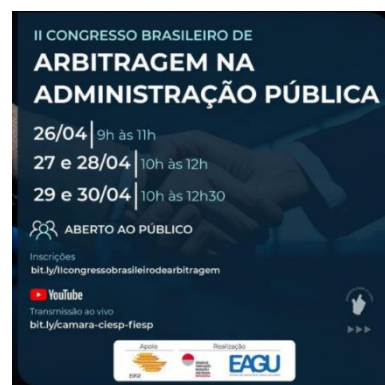 II CONGRESSO BRASILEIRO DE
ARBITRAGEM NA
ADMINISTRAÇÃO PÚBLICA
26/04 | 9h às 11h
27 e 28/04 | 10h às 12h
29 e 30/04 | 10h às 12h30
ABERTO AO PÚBLICO
Inscrições
bit.ly/IIcongressobrasileirodearbitragem
YouTube
Transmissão ao vivo
bit.ly/camara-ciesp-fiesp
Apoio
Realização
EAGU